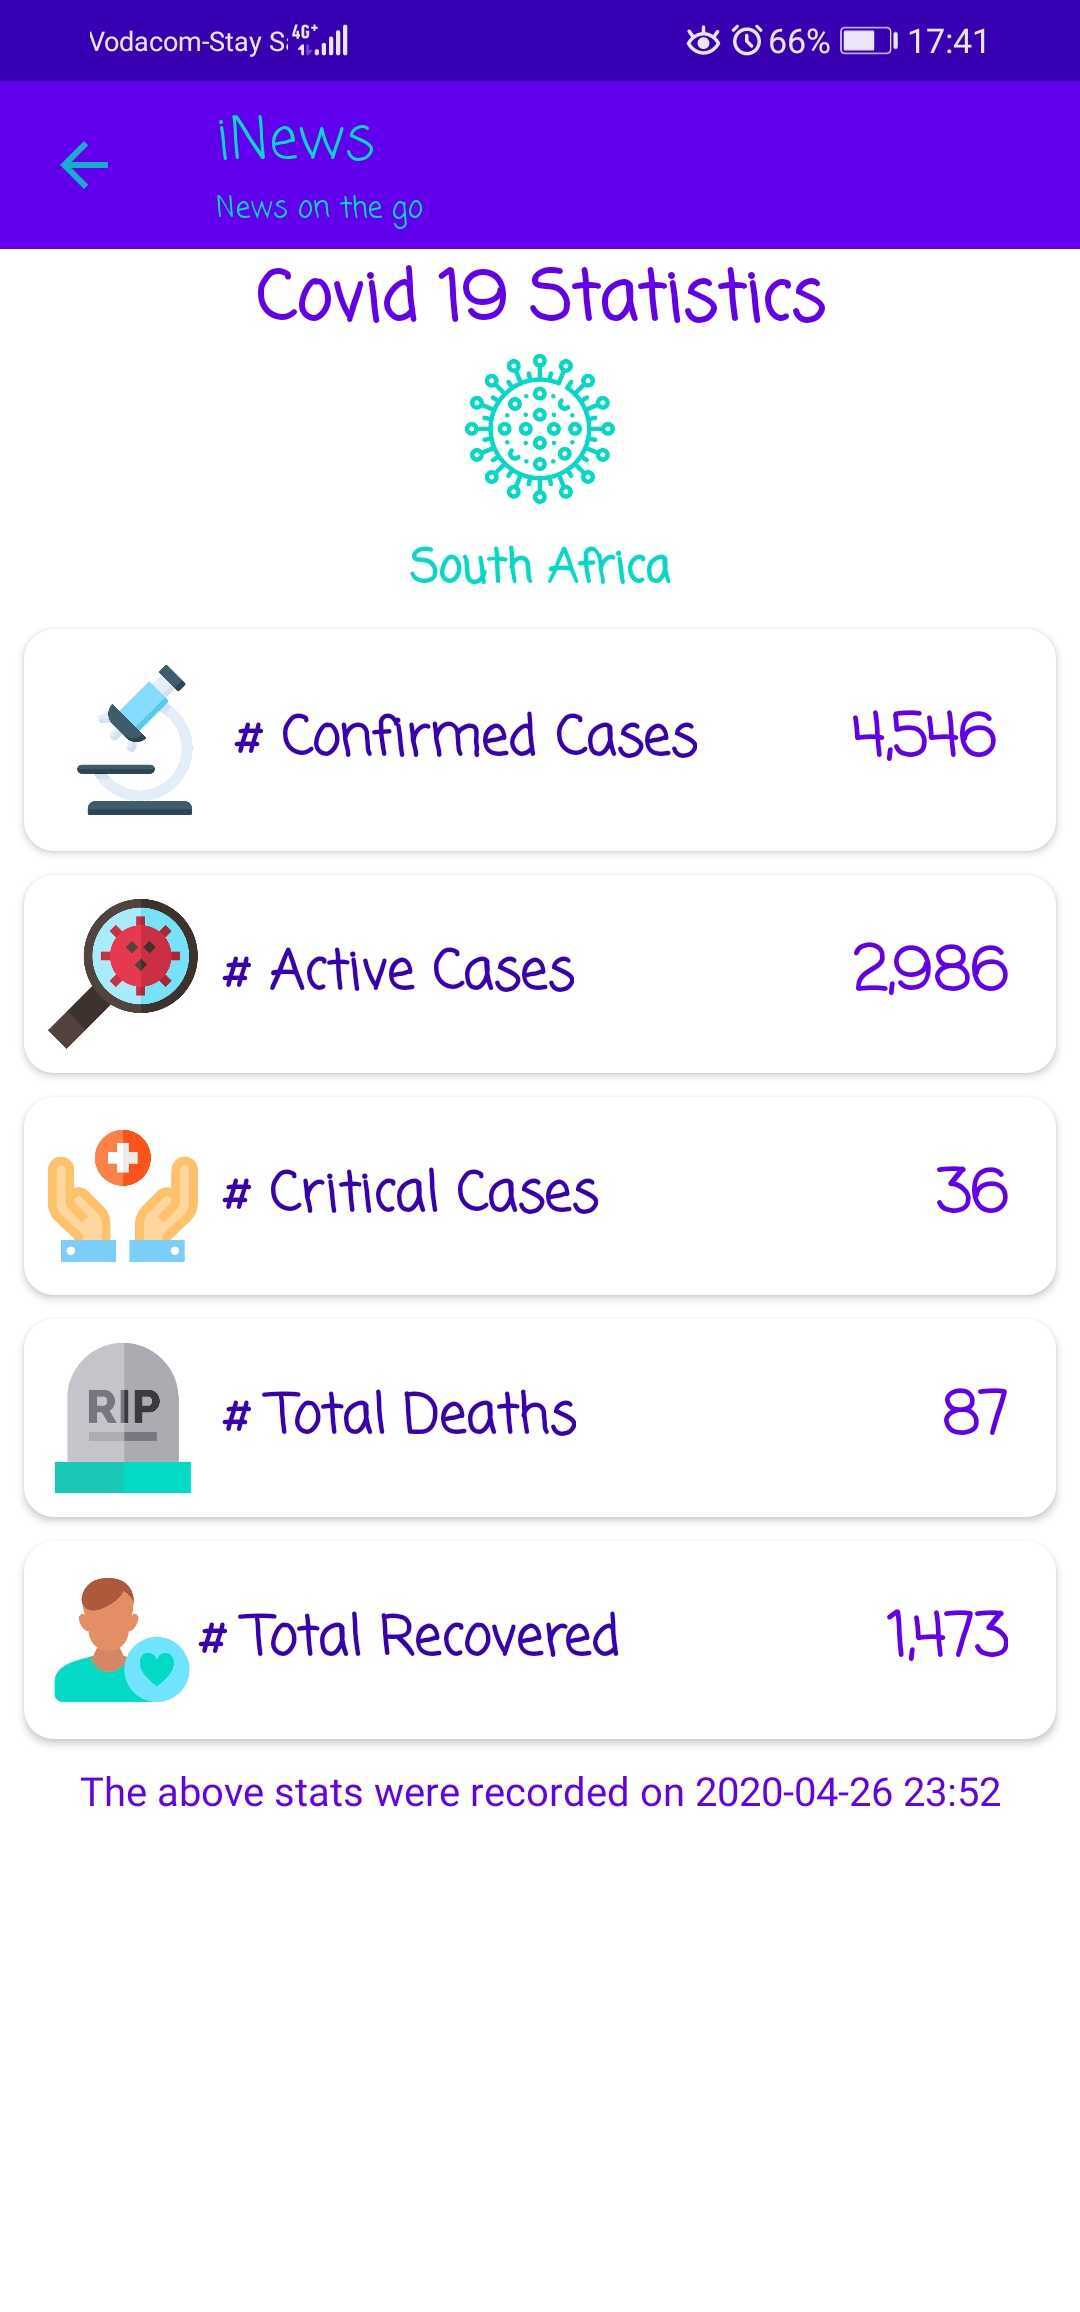 Vodacom-Stay 4G+ 66% 17:41
iNews
News on the go
Covid 19 Statistics
South Africa
# Confirmed Cases 4,546
# Active Cases 2,986
# Critical Cases 36
RIP # Total Deaths 87
# Total Recovered 1,473
The above stats were recorded on 2020-04-26 23:52